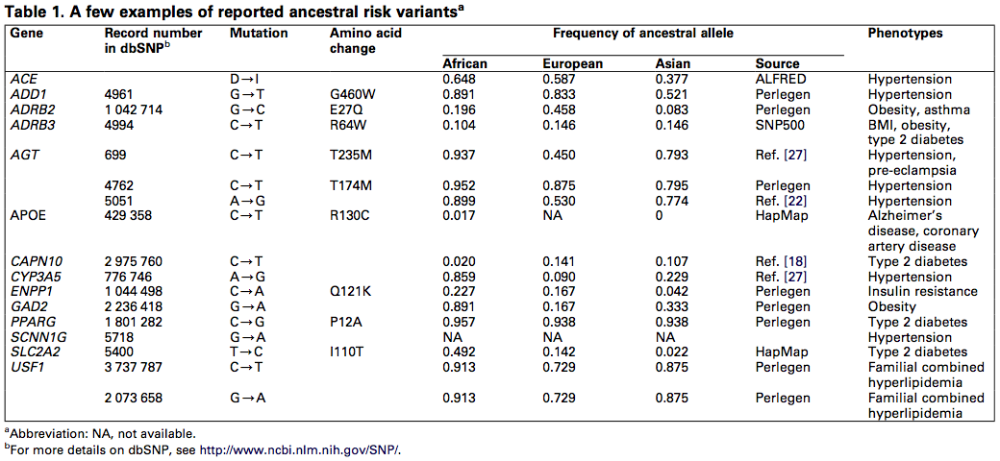 Table 1. A few examples of reported ancestral risk variantsa
Gene Record number in dbSNPb Mutation Amino acid change Frequency of ancestral allele Phenotypes
African European Asian Source
ACE D→I 0.648 0.587 0.377 ALFRED Hypertension
ADD1 4961 G→T G460W 0.891 0.833 0.521 Perlegen Hypertension
ADRB2 1 042 714 G→C E27Q 0.196 0.458 0.083 Perlegen Obesity, asthma
ADRB3 4994 C→T R64W 0.104 0.146 0.146 SNP500 BMI, obesity,
type 2 diabetes
AGT 699 C→T T235M 0.937 0.450 0.793 Ref. [27] Hypertension,
pre-eclampsia
4762 C→T T174M 0.952 0.875 0.795 Perlegen Hypertension
5051 A→G 0.899 0.530 0.774 Ref. [22] Hypertension
APOE 429 358 C→T R130C 0.017 NA 0 HapMap Alzheimer's
disease, coronary
artery disease
CAPN10 2 975 760 C→T 0.020 0.141 0.107 Ref. [18] Type 2 diabetes
CYP3A5 776 746 A→G 0.859 0.090 0.229 Ref. [27] Hypertension
ENPP1 1 044 498 C→A Q121K 0.227 0.167 0.042 Perlegen Insulin resistance
GAD2 2 236 418 G→A 0.891 0.167 0.333 Perlegen Obesity
PPARG 1 801 282 C→G P12A 0.957 0.938 0.938 Perlegen Type 2 diabetes
SCNN1G 5718 G→A NA NA NA Hypertension
SLC2A2 5400 T→C I110T 0.492 0.142 0.022 HapMap Type 2 diabetes
USF1 3 737 787 C→T 0.913 0.729 0.875 Perlegen Familial combined
hyperlipidemia
2 073 658 G→A 0.913 0.729 0.875 Perlegen Familial combined
hyperlipidemia
aAbbreviation: NA, not available.
bFor more details on dbSNP, see http://www.ncbi.nlm.nih.gov/SNP/.